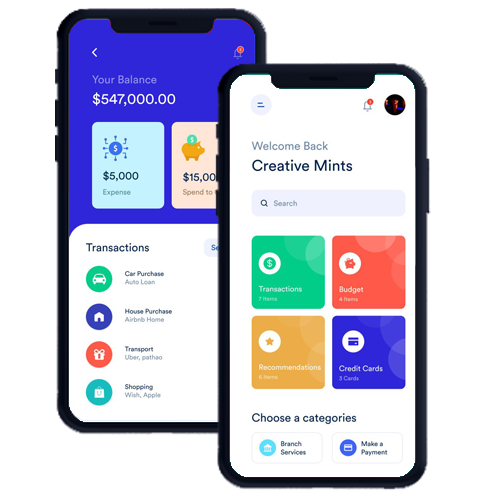 Your Balance
$547,000.00
$5,000
Expense
$15,00
Spend to
Transactions
Se
Car Purchase
Auto Loan
House Purchase
Airbnb Home
Transport
Uber, pathao
Shopping
Wish, Apple
Welcome Back
Creative Mints
Search
Transactions
7 Items
Budget
4 Items
Recommendations
6 Items
Credit Cards
3 Cards
Choose a categories
Branch
Services
Make a
Payment